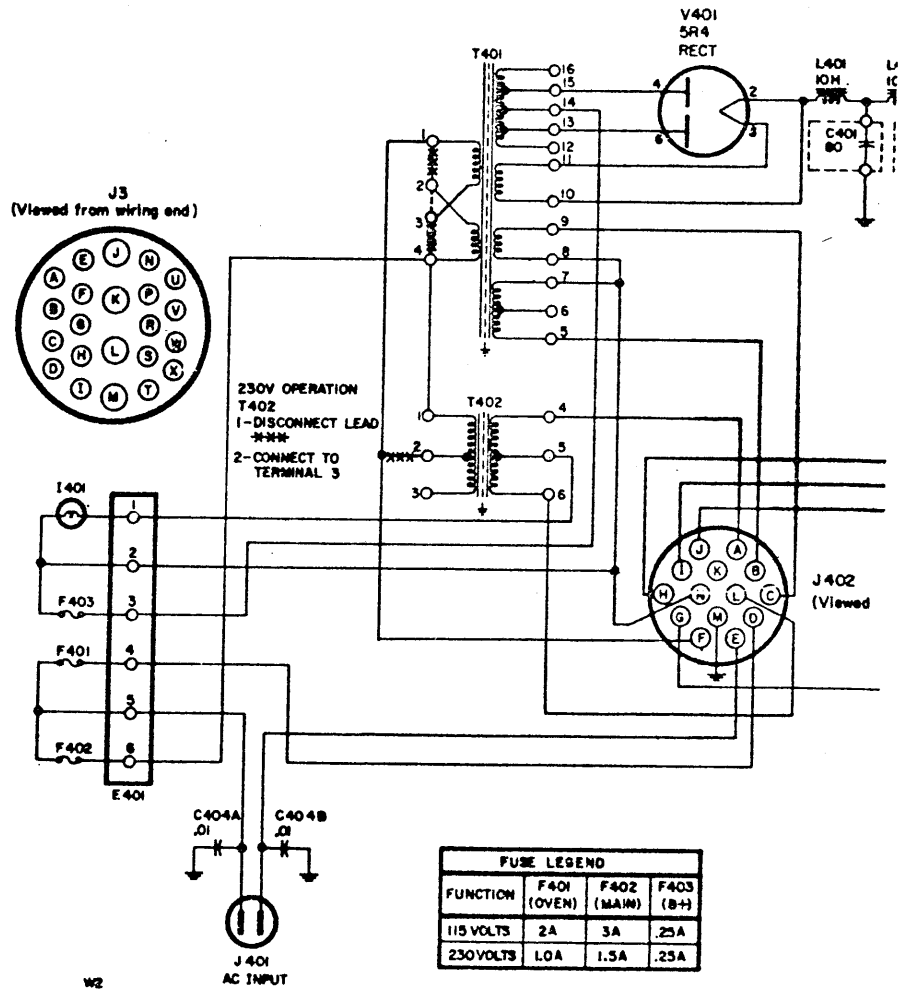 V401
5R4
RECT
T401
16
15
14
13
12
11
10
9
8
7
6
5
1
2
3
4
4
6
2
3
L401
10H
C401
80
J3
(Viewed from wiring end)
J
E
N
A
U
F
K
P
B
V
G
R
C
W
H
L
S
D
X
I
M
T
230V OPERATION
T402
1-DISCONNECT LEAD
XXX
2-CONNECT TO
TERMINAL 3
T402
1
XXX 2
3
4
5
6
I401
F403
F401
F402
1
2
3
4
5
6
E401
J
A
I
K
B
H
N
L
C
G
M
D
F
E
J402
(Viewed
C404A
.01
C404B
.01
J401
AC INPUT
W2
FUSE LEGEND
FUNCTION F401 (OVEN) F402 (MAIN) F403 (B+)
115 VOLTS 2A 3A .25A
230VOLTS 1.0A 1.5A .25A